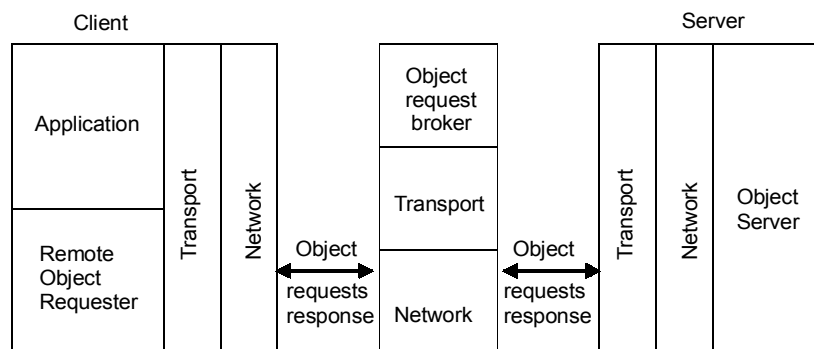 Client
Server
Application
Remote
Object
Requester
Transport
Network
Object
requests
response
Object
request
broker
Transport
Network
Object
requests
response
Transport
Network
Object
Server